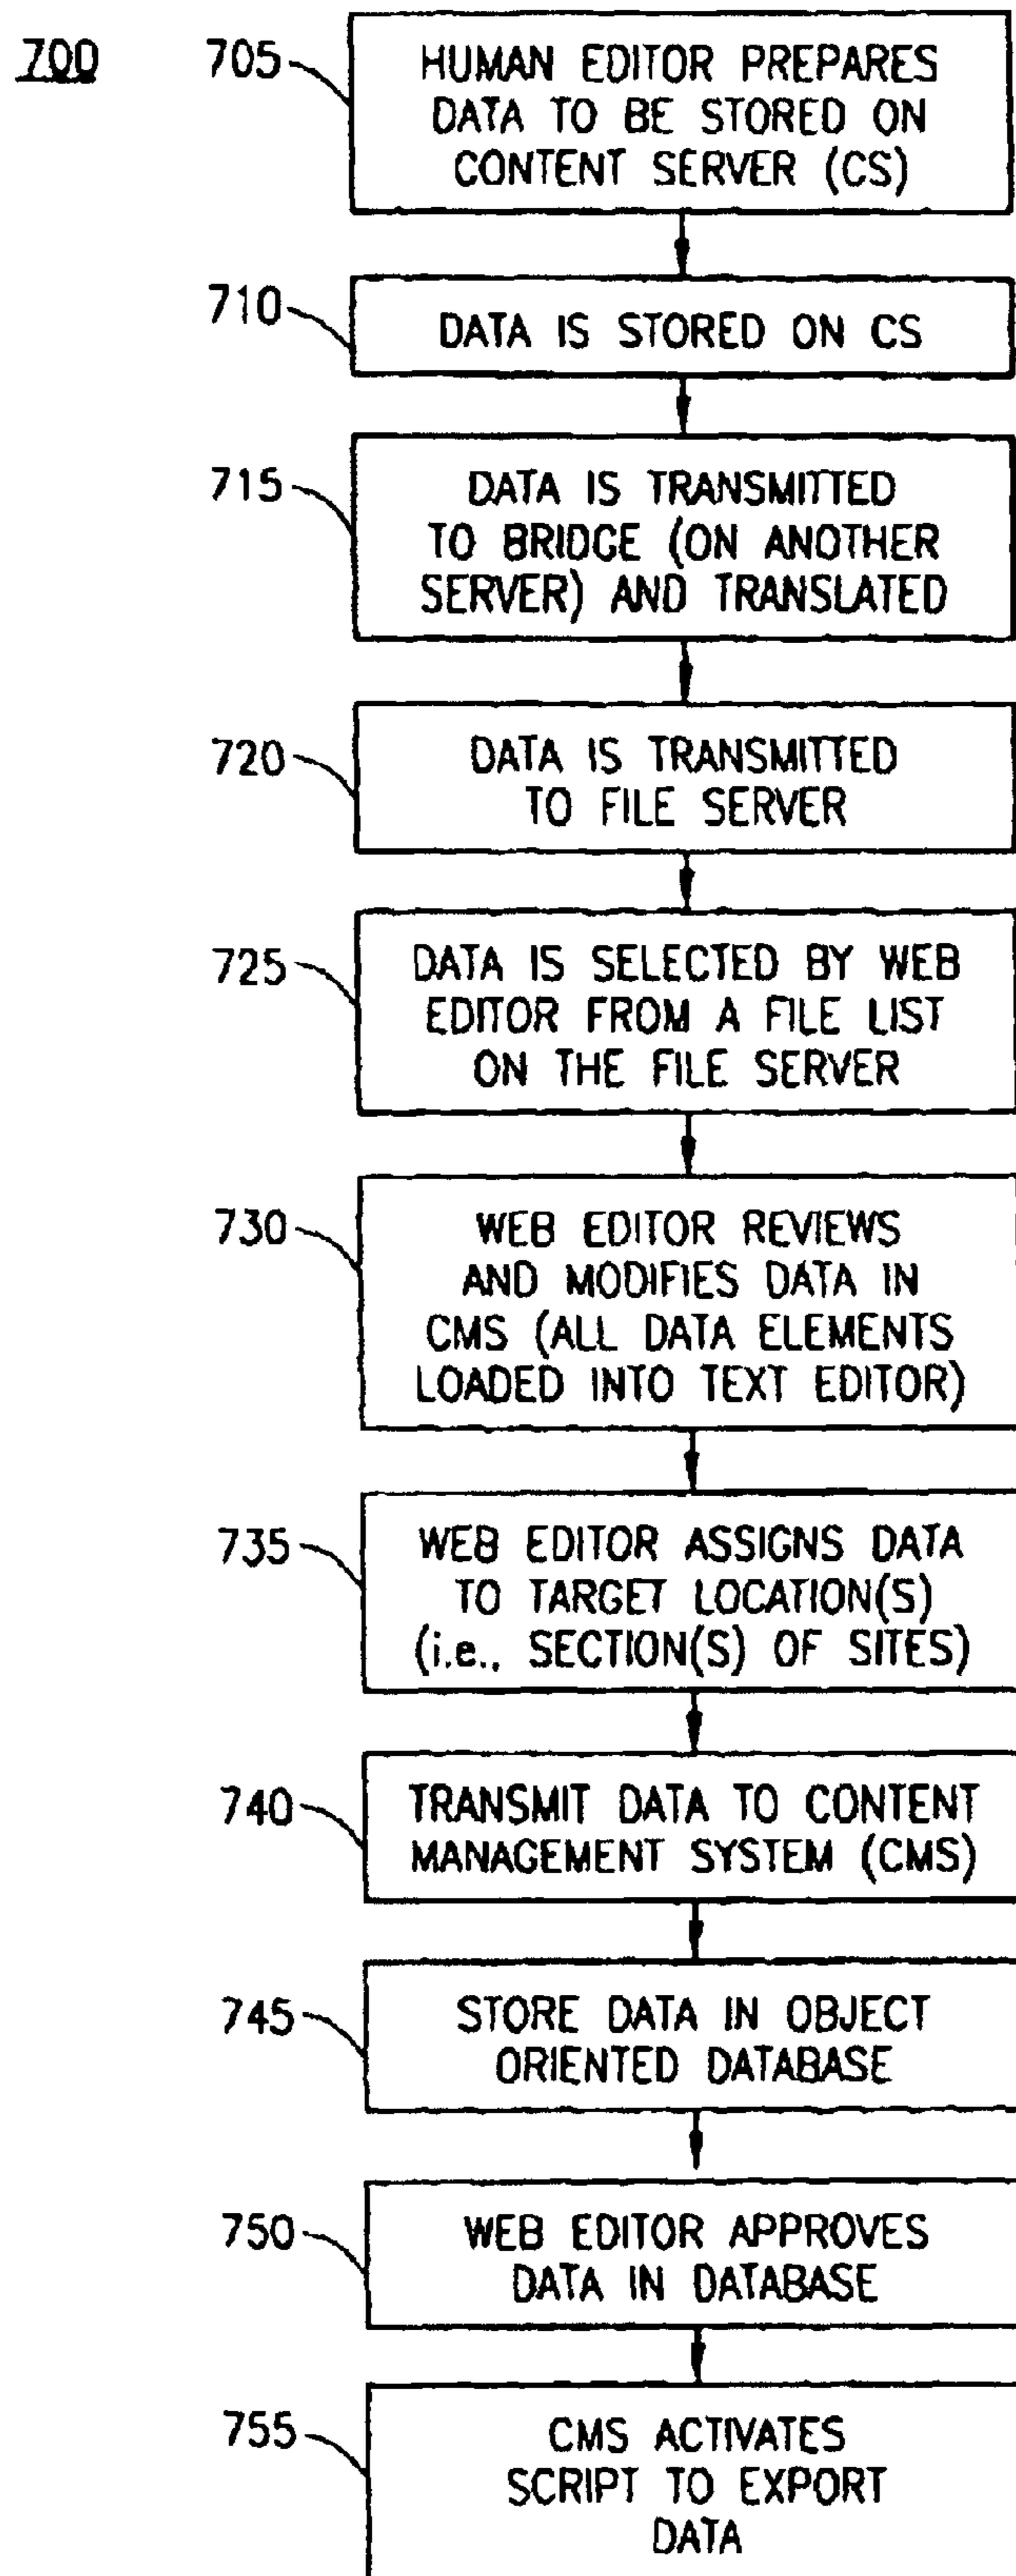 700
705
HUMAN EDITOR PREPARES
DATA TO BE STORED ON
CONTENT SERVER (CS)
710
DATA IS STORED ON CS
715
DATA IS TRANSMITTED
TO BRIDGE (ON ANOTHER
SERVER) AND TRANSLATED
720
DATA IS TRANSMITTED
TO FILE SERVER
725
DATA IS SELECTED BY WEB
EDITOR FROM A FILE LIST
ON THE FILE SERVER
730
WEB EDITOR REVIEWS
AND MODIFIES DATA IN
CMS (ALL DATA ELEMENTS
LOADED INTO TEXT EDITOR)
735
WEB EDITOR ASSIGNS DATA
TO TARGET LOCATION(S)
(i.e., SECTION(S) OF SITES)
740
TRANSMIT DATA TO CONTENT
MANAGEMENT SYSTEM (CMS)
745
STORE DATA IN OBJECT
ORIENTED DATABASE
750
WEB EDITOR APPROVES
DATA IN DATABASE
755
CMS ACTIVATES
SCRIPT TO EXPORT
DATA